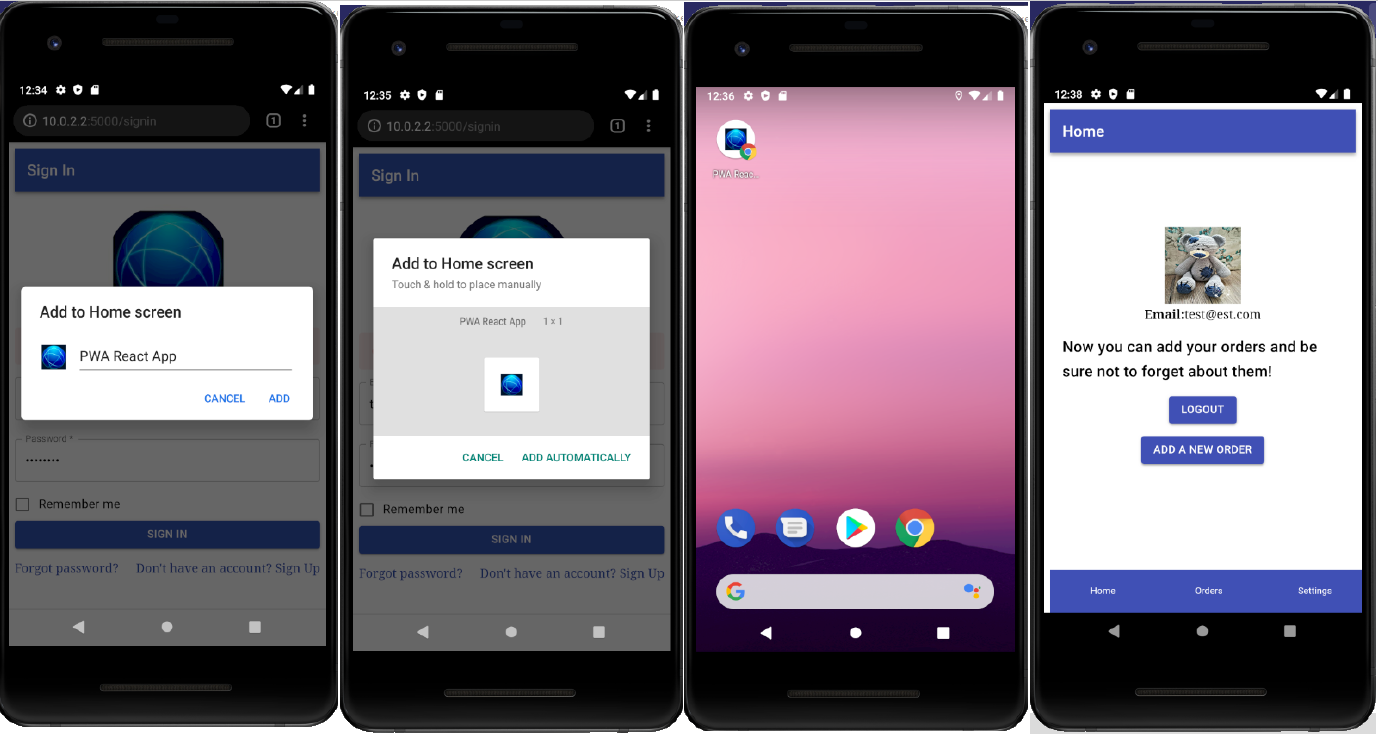 12:34
10.0.2.2:5000/signin
1
Sign In
Add to Home screen
PWA React App
CANCEL ADD
Password *
Remember me
SIGN IN
Forgot password? Don't have an account? Sign Up
12:35
10.0.2.2:5000/signin
1
Sign In
Add to Home screen
Touch & hold to place manually
PWA React App 1 × 1
CANCEL ADD AUTOMATICALLY
Remember me
SIGN IN
Forgot password? Don't have an account? Sign Up
12:36
PWA Reac...
G
12:38
Home
Email:test@est.com
Now you can add your orders and be
sure not to forget about them!
LOGOUT
ADD A NEW ORDER
Home Orders Settings